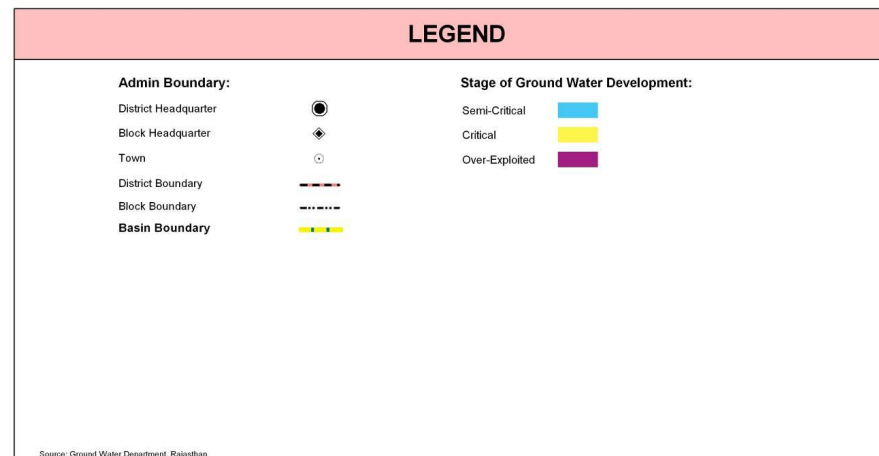 LEGEND
Admin Boundary:
District Headquarter
Block Headquarter
Town
District Boundary
Block Boundary
Basin Boundary
Stage of Ground Water Development:
Semi-Critical
Critical
Over-Exploited
Source: Ground Water Department, Rajasthan